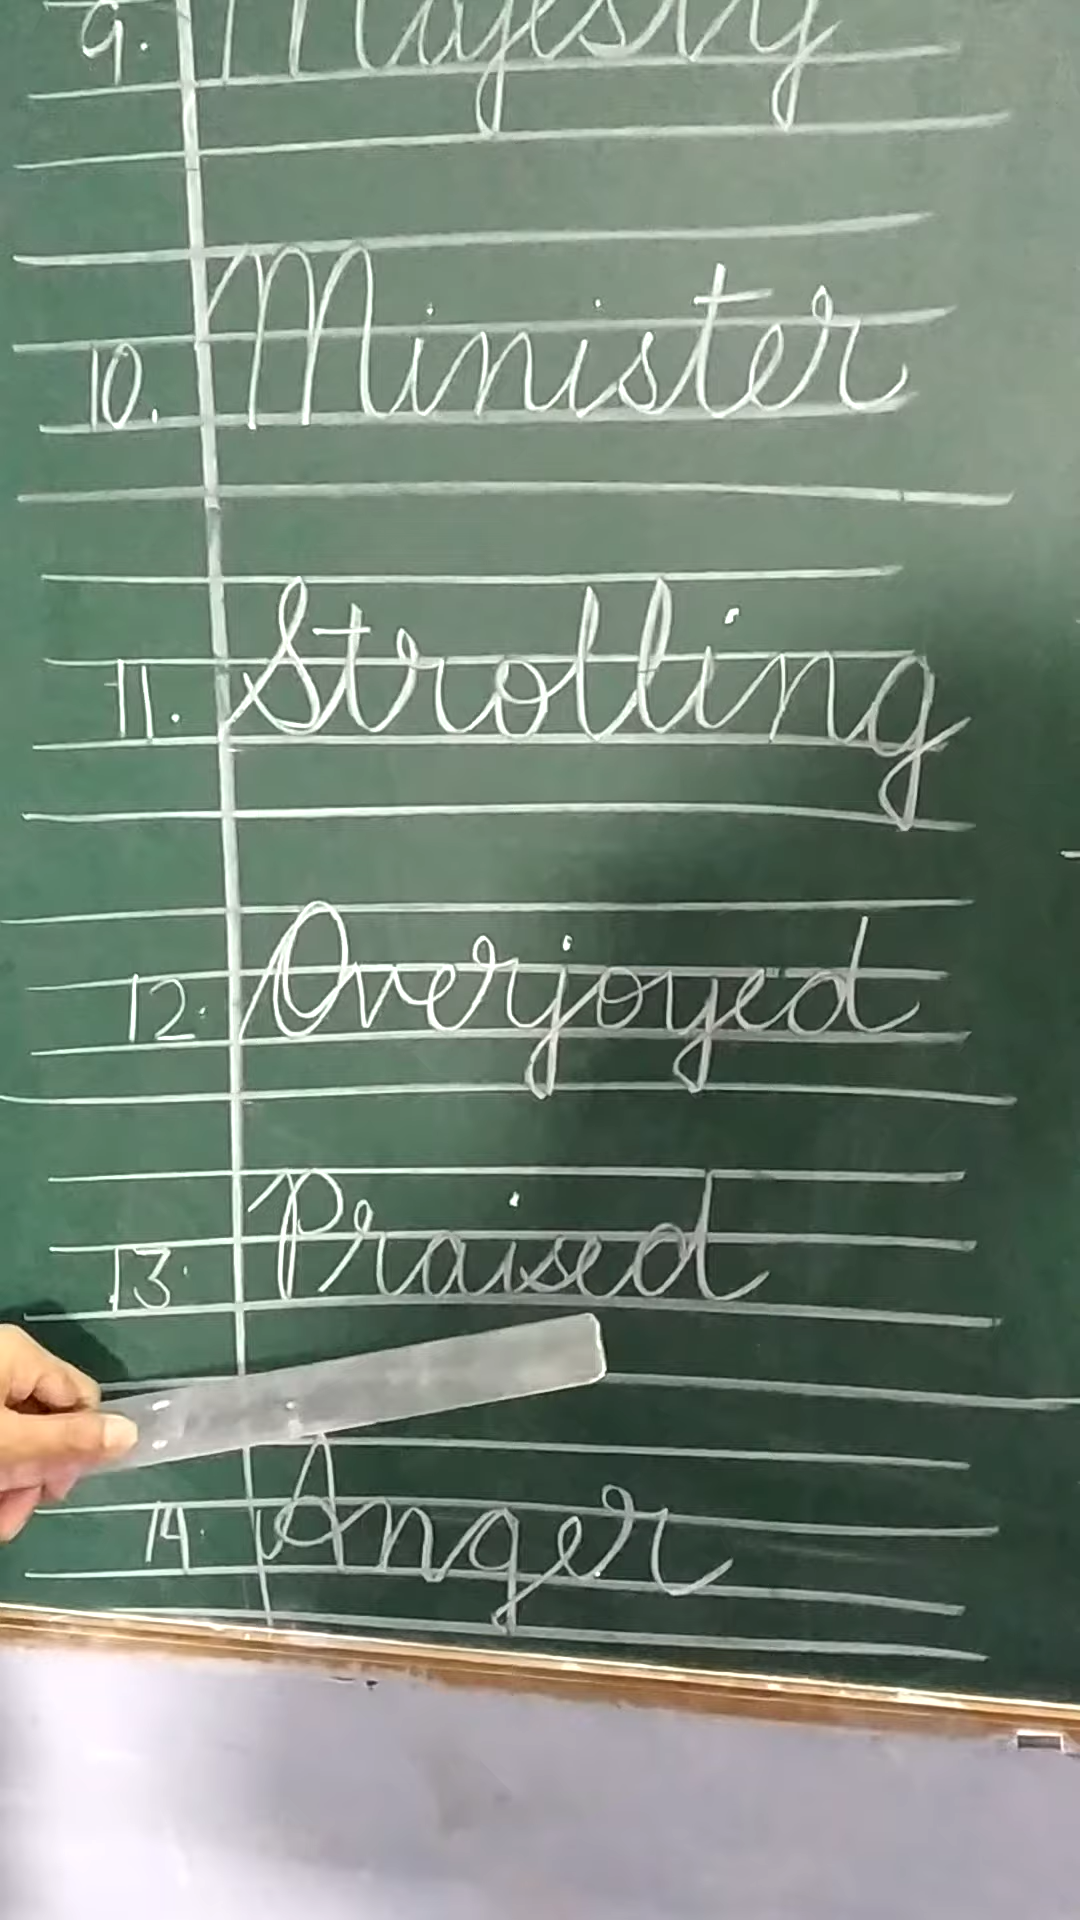 9. Majesty
10. Minister
11. Strolling
12. Overjoyed
13. Praised
14. Anger